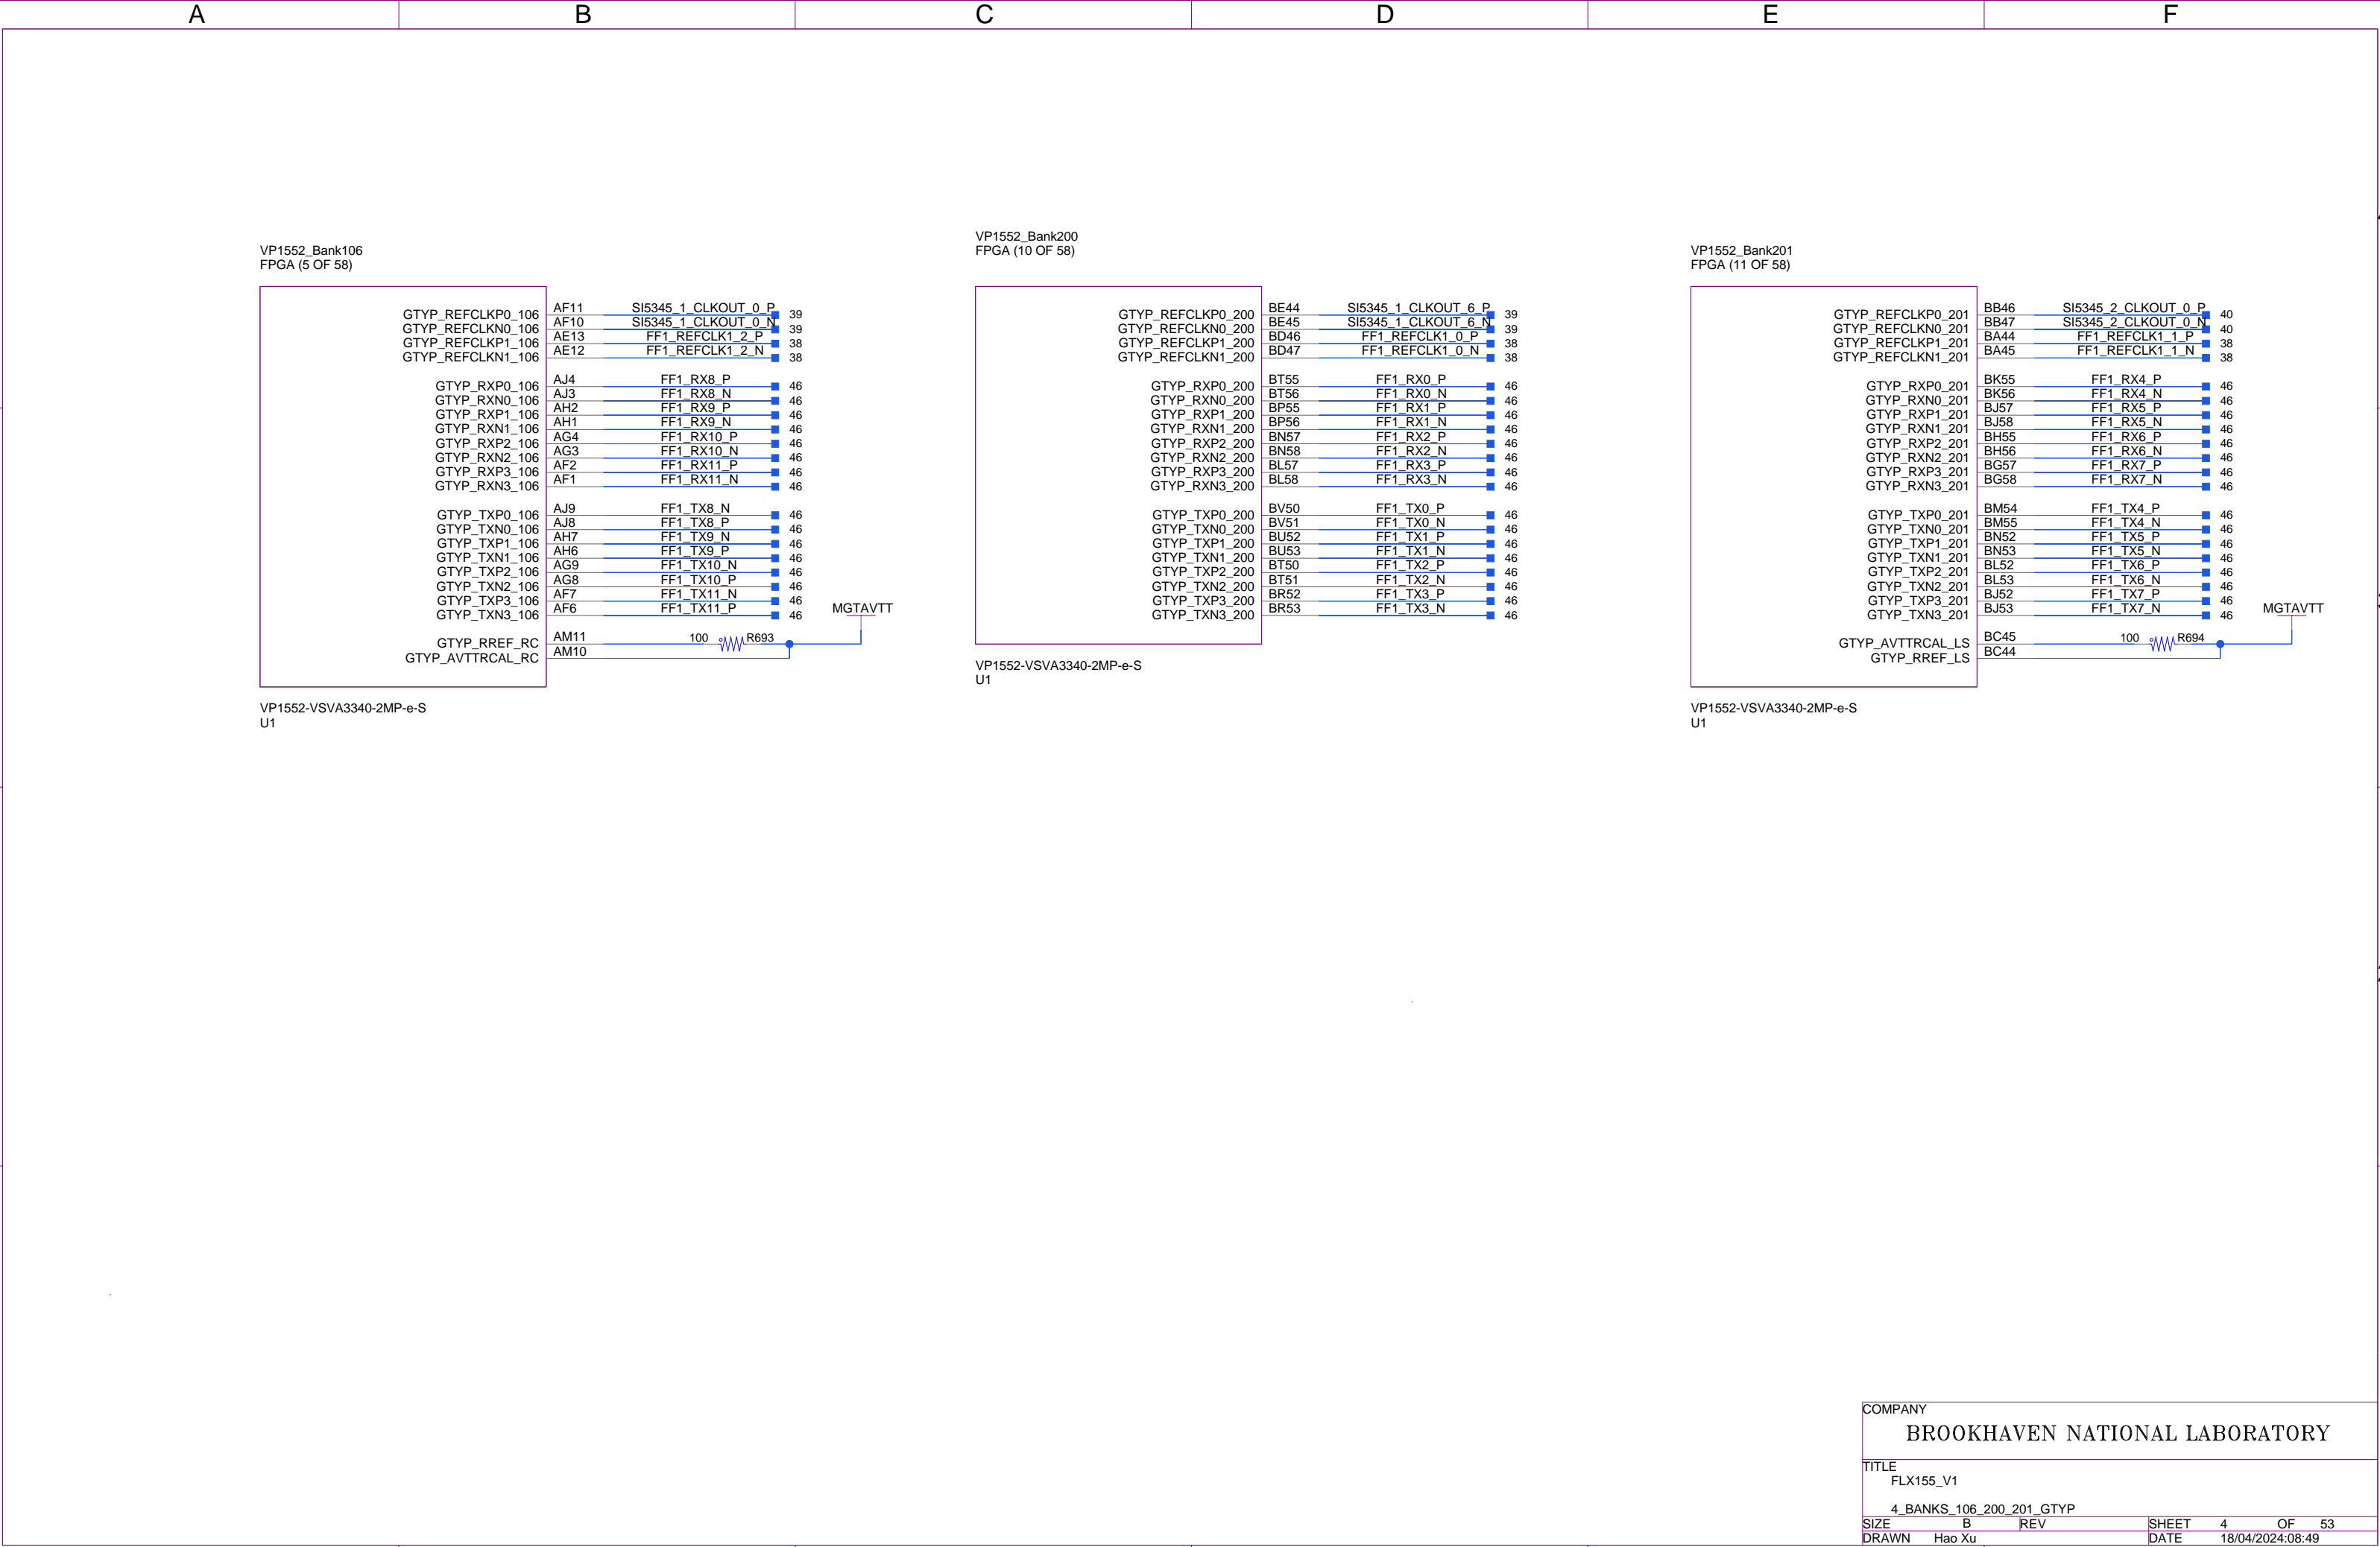 A B C D E F
VP1552_Bank106
FPGA (5 OF 58)
GTYP_REFCLKP0_106 AF11 SI5345_1_CLKOUT_0_P 39
GTYP_REFCLKN0_106 AF10 SI5345_1_CLKOUT_0_N 39
GTYP_REFCLKP1_106 AE13 FF1_REFCLK1_2_P 38
GTYP_REFCLKN1_106 AE12 FF1_REFCLK1_2_N 38
GTYP_RXP0_106 AJ4 FF1_RX8_P 46
GTYP_RXN0_106 AJ3 FF1_RX8_N 46
GTYP_RXP1_106 AH2 FF1_RX9_P 46
GTYP_RXN1_106 AH1 FF1_RX9_N 46
GTYP_RXP2_106 AG4 FF1_RX10_P 46
GTYP_RXN2_106 AG3 FF1_RX10_N 46
GTYP_RXP3_106 AF2 FF1_RX11_P 46
GTYP_RXN3_106 AF1 FF1_RX11_N 46
GTYP_TXP0_106 AJ9 FF1_TX8_N 46
GTYP_TXN0_106 AJ8 FF1_TX8_P 46
GTYP_TXP1_106 AH7 FF1_TX9_N 46
GTYP_TXN1_106 AH6 FF1_TX9_P 46
GTYP_TXP2_106 AG9 FF1_TX10_N 46
GTYP_TXN2_106 AG8 FF1_TX10_P 46
GTYP_TXP3_106 AF7 FF1_TX11_N 46
GTYP_TXN3_106 AF6 FF1_TX11_P 46
MGTAVTT
GTYP_RREF_RC AM11 100 R693
GTYP_AVTTRCAL_RC AM10
VP1552-VSVA3340-2MP-e-S
U1
VP1552_Bank200
FPGA (10 OF 58)
GTYP_REFCLKP0_200 BE44 SI5345_1_CLKOUT_6_P 39
GTYP_REFCLKN0_200 BE45 SI5345_1_CLKOUT_6_N 39
GTYP_REFCLKP1_200 BD46 FF1_REFCLK1_0_P 38
GTYP_REFCLKN1_200 BD47 FF1_REFCLK1_0_N 38
GTYP_RXP0_200 BT55 FF1_RX0_P 46
GTYP_RXN0_200 BT56 FF1_RX0_N 46
GTYP_RXP1_200 BP55 FF1_RX1_P 46
GTYP_RXN1_200 BP56 FF1_RX1_N 46
GTYP_RXP2_200 BN57 FF1_RX2_P 46
GTYP_RXN2_200 BN58 FF1_RX2_N 46
GTYP_RXP3_200 BL57 FF1_RX3_P 46
GTYP_RXN3_200 BL58 FF1_RX3_N 46
GTYP_TXP0_200 BV50 FF1_TX0_P 46
GTYP_TXN0_200 BV51 FF1_TX0_N 46
GTYP_TXP1_200 BU52 FF1_TX1_P 46
GTYP_TXN1_200 BU53 FF1_TX1_N 46
GTYP_TXP2_200 BT50 FF1_TX2_P 46
GTYP_TXN2_200 BT51 FF1_TX2_N 46
GTYP_TXP3_200 BR52 FF1_TX3_P 46
GTYP_TXN3_200 BR53 FF1_TX3_N 46
VP1552-VSVA3340-2MP-e-S
U1
VP1552_Bank201
FPGA (11 OF 58)
GTYP_REFCLKP0_201 BB46 SI5345_2_CLKOUT_0_P 40
GTYP_REFCLKN0_201 BB47 SI5345_2_CLKOUT_0_N 40
GTYP_REFCLKP1_201 BA44 FF1_REFCLK1_1_P 38
GTYP_REFCLKN1_201 BA45 FF1_REFCLK1_1_N 38
GTYP_RXP0_201 BK55 FF1_RX4_P 46
GTYP_RXN0_201 BK56 FF1_RX4_N 46
GTYP_RXP1_201 BJ57 FF1_RX5_P 46
GTYP_RXN1_201 BJ58 FF1_RX5_N 46
GTYP_RXP2_201 BH55 FF1_RX6_P 46
GTYP_RXN2_201 BH56 FF1_RX6_N 46
GTYP_RXP3_201 BG57 FF1_RX7_P 46
GTYP_RXN3_201 BG58 FF1_RX7_N 46
GTYP_TXP0_201 BM54 FF1_TX4_P 46
GTYP_TXN0_201 BM55 FF1_TX4_N 46
GTYP_TXP1_201 BN52 FF1_TX5_P 46
GTYP_TXN1_201 BN53 FF1_TX5_N 46
GTYP_TXP2_201 BL52 FF1_TX6_P 46
GTYP_TXN2_201 BL53 FF1_TX6_N 46
GTYP_TXP3_201 BJ52 FF1_TX7_P 46
GTYP_TXN3_201 BJ53 FF1_TX7_N 46
MGTAVTT
GTYP_AVTTRCAL_LS BC45 100 R694
GTYP_RREF_LS BC44
VP1552-VSVA3340-2MP-e-S
U1
COMPANY
BROOKHAVEN NATIONAL LABORATORY
TITLE
FLX155_V1
4_BANKS_106_200_201_GTYP
SIZE B REV SHEET 4 OF 53
DRAWN Hao Xu DATE 18/04/2024:08:49